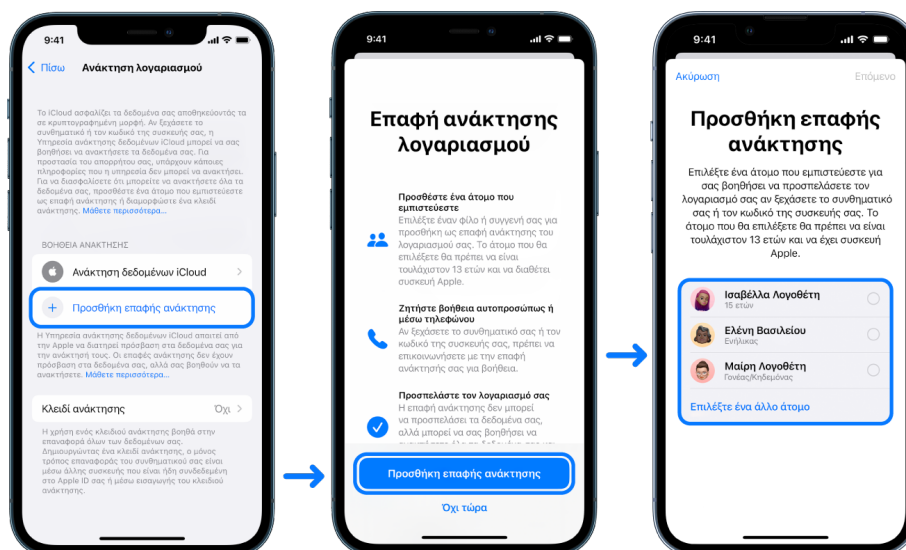 9:41
Πίσω
Ανάκτηση λογαριασμού
Το iCloud ασφαλίζει τα δεδομένα σας αποθηκεύοντάς τα
σε κρυπτογραφημένη μορφή. Αν ξεχάσετε το
συνθηματικό ή τον κωδικό της συσκευής σας, η
Υπηρεσία ανάκτησης δεδομένων iCloud μπορεί να σας
βοηθήσει να ανακτήσετε τα δεδομένα σας. Για
προστασία του απορρήτου σας, υπάρχουν κάποιες
πληροφορίες που η υπηρεσία δεν μπορεί να ανακτήσει.
Για να διασφαλίσετε ότι μπορείτε να ανακτήσετε όλα τα
δεδομένα σας, προσθέστε ένα άτομο που εμπιστεύεστε
ως επαφή ανάκτησης ή διαμορφώστε ένα κλειδί
ανάκτησης. Μάθετε περισσότερα...
ΒΟΗΘΕΙΑ ΑΝΑΚΤΗΣΗΣ
Ανάκτηση δεδομένων iCloud
Προσθήκη επαφής ανάκτησης
Η Υπηρεσία ανάκτησης δεδομένων iCloud απαιτεί από
την Apple να διατηρεί πρόσβαση στα δεδομένα σας για
την ανάκτησή τους. Οι επαφές ανάκτησης δεν έχουν
πρόσβαση στα δεδομένα σας, αλλά σας βοηθούν να τα
ανακτήσετε. Μάθετε περισσότερα...
Κλειδί ανάκτησης Όχι
Η χρήση ενός κλειδιού ανάκτησης βοηθά στην
επαναφορά όλων των δεδομένων σας.
Δημιουργώντας ένα κλειδί ανάκτησης, ο μόνος
τρόπος επαναφοράς του συνθηματικού σας είναι
μέσω άλλης συσκευής που είναι ήδη συνδεδεμένη
στο Apple ID σας ή μέσω εισαγωγής του κλειδιού
ανάκτησης.
9:41
Επαφή ανάκτησης
λογαριασμού
Προσθέστε ένα άτομο που
εμπιστεύεστε
Επιλέξτε έναν φίλο ή συγγενή σας για
προσθήκη ως επαφή ανάκτησης του
λογαριασμού σας. Το άτομο που θα
επιλέξετε θα πρέπει να είναι
τουλάχιστον 13 ετών και να διαθέτει
συσκευή Apple.
Ζητήστε βοήθεια αυτοπροσώπως ή
μέσω τηλεφώνου
Αν ξεχάσετε το συνθηματικό σας ή τον
κωδικό της συσκευής σας, πρέπει να
επικοινωνήσετε με την επαφή
ανάκτησής σας για βοήθεια.
Προσπελάστε τον λογαριασμό σας
Η επαφή ανάκτησης δεν μπορεί
να προσπελάσει τα δεδομένα σας,
αλλά μπορεί να σας βοηθήσει να
Προσθήκη επαφής ανάκτησης
Όχι τώρα
9:41
Ακύρωση
Επόμενο
Προσθήκη επαφής
ανάκτησης
Επιλέξτε ένα άτομο που εμπιστεύεστε για
σας βοηθήσει να προσπελάσετε τον
λογαριασμό σας αν ξεχάσετε το συνθηματικό
σας ή τον κωδικό της συσκευής σας. Το
άτομο που θα επιλέξετε θα πρέπει να είναι
τουλάχιστον 13 ετών και να έχει συσκευή
Apple.
Ισαβέλλα Λογοθέτη
15 ετών
Ελένη Βασιλείου
Ενήλικας
Μαίρη Λογοθέτη
Γονέας/Κηδεμόνας
Επιλέξτε ένα άλλο άτομο